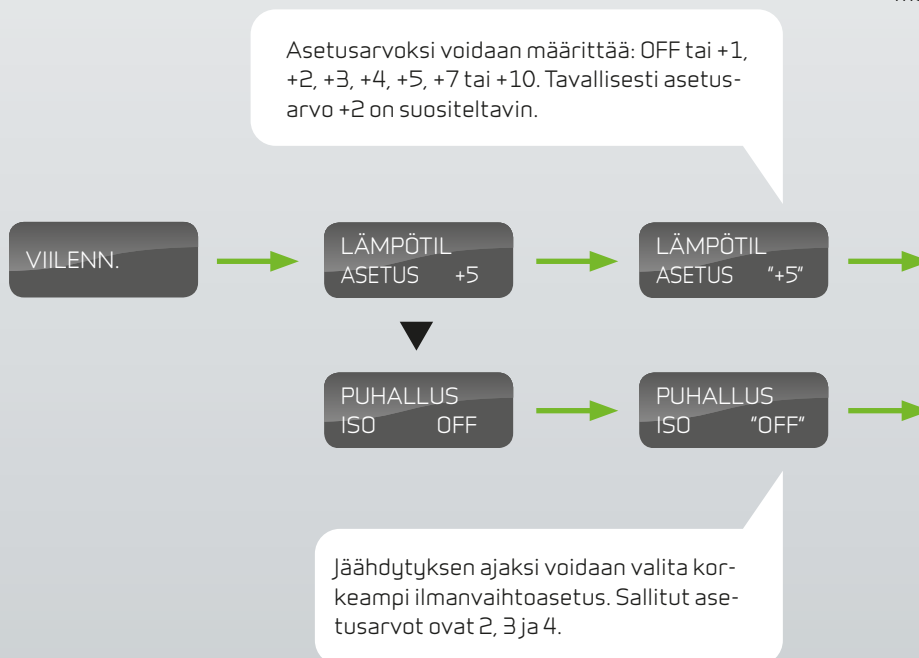 Asetusarvoksi voidaan määrittää: OFF tai +1,
+2, +3, +4, +5, +7 tai +10. Tavallisesti asetus-
arvo +2 on suositeltavin.
VIILENN.
LÄMPÖTIL
ASETUS +5
LÄMPÖTIL
ASETUS "+5"
PUHALLUS
ISO OFF
PUHALLUS
ISO "OFF"
Jäähdytyksen ajaksi voidaan valita kor-
keampi ilmanvaihtoasetus. Sallitut ase-
tusarvot ovat 2, 3 ja 4.